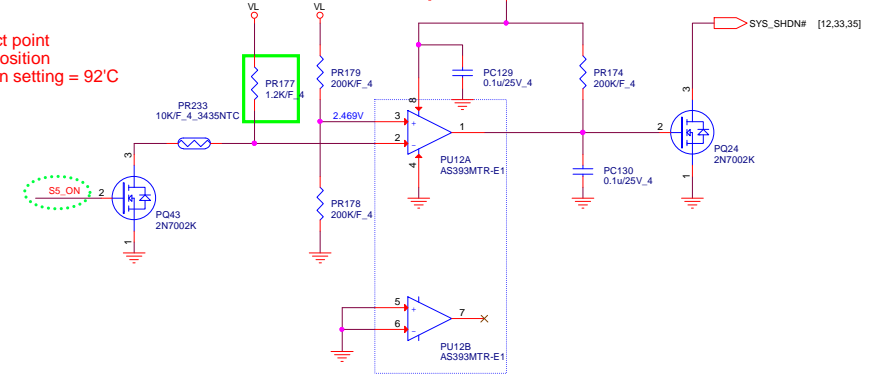 VL
VL
SYS_SHDN#
[12,33,35]
ct point
osition
n setting = 92'C
PR177
1.2K/F_4
PR179
200K/F_4
PC129
0.1u/25V_4
PR174
200K/F_4
3
PR233
10K/F_4_3435NTC
8
2.469V
3
+
1
2
-
2
3
4
PU12A
AS393MTR-E1
PQ24
2N7002K
1
PC130
0.1u/25V_4
S5_ON
2
PQ43
2N7002K
1
PR178
200K/F_4
5
+
7
6
-
PU12B
AS393MTR-E1